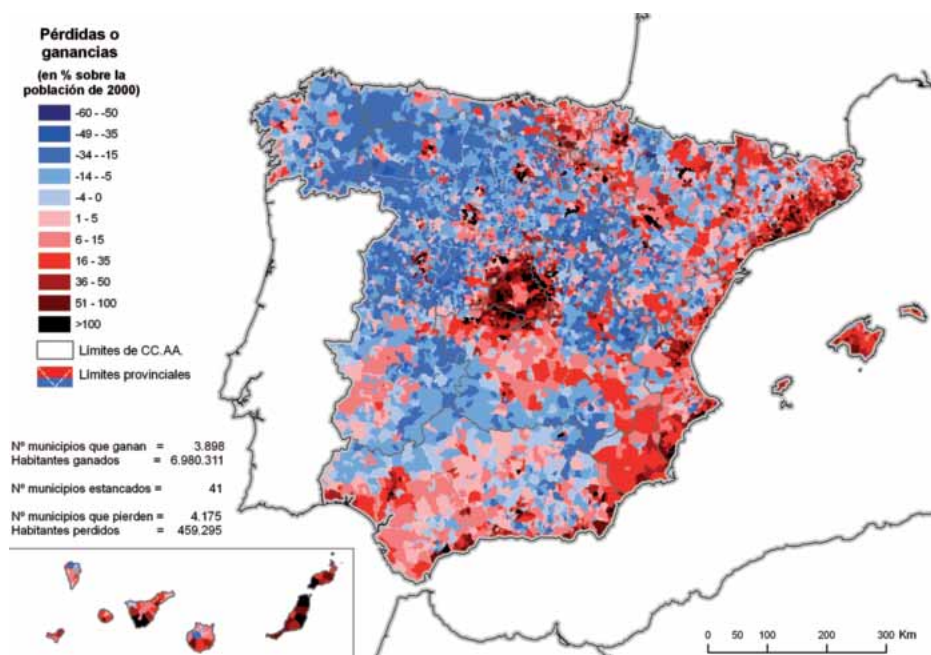 Pérdidas o
ganancias
(en % sobre la
población de 2000)
-60 - -50
-49 - -35
-34 - -15
-14 - -5
-4 - 0
1 - 5
6 - 15
16 - 35
36 - 50
51 - 100
>100
Límites de CC.AA.
Límites provinciales
Nº municipios que ganan = 3.898
Habitantes ganados = 6.980.311
Nº municipios estancados = 41
Nº municipios que pierden = 4.175
Habitantes perdidos = 459.295
0 50 100 200 300 Km